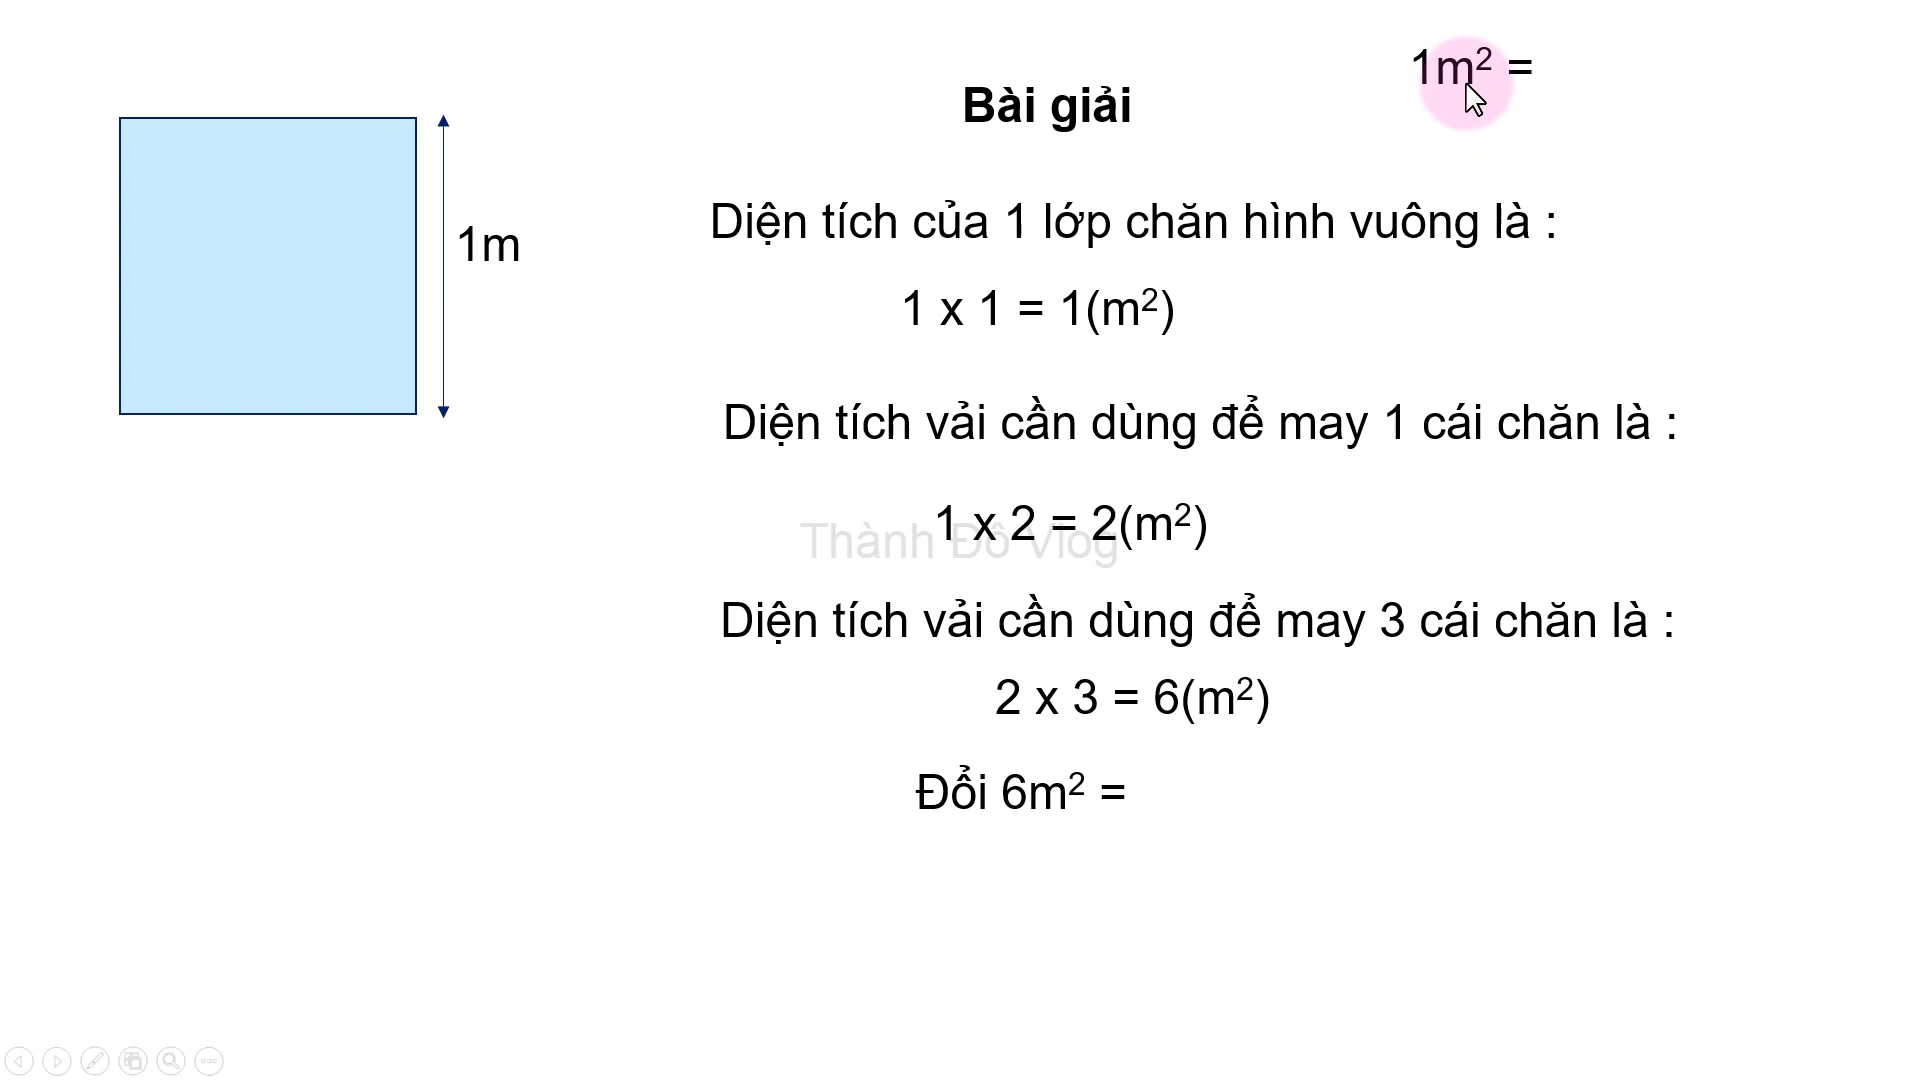 1m² =
Bài giải
1m
Diện tích của 1 lớp chăn hình vuông là :
1 x 1 = 1(m²)
Diện tích vải cần dùng để may 1 cái chăn là :
1 x 2 = 2(m²)
Thành Đô Vlog
Diện tích vải cần dùng để may 3 cái chăn là :
2 x 3 = 6(m²)
Đổi 6m² =